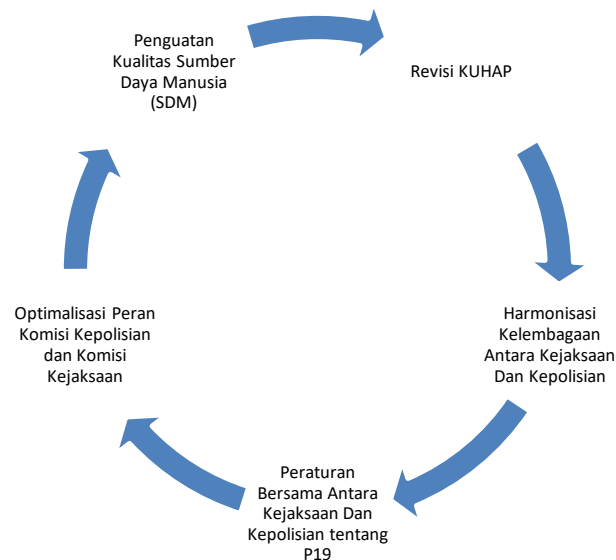 Penguatan
Kualitas Sumber
Daya Manusia
(SDM)
Revisi KUHAP
Harmonisasi
Kelembagaan
Antara Kejaksaan
Dan Kepolisian
Peraturan
Bersama Antara
Kejaksaan Dan
Kepolisian tentang
P19
Optimalisasi Peran
Komisi Kepolisian
dan Komisi
Kejaksaan